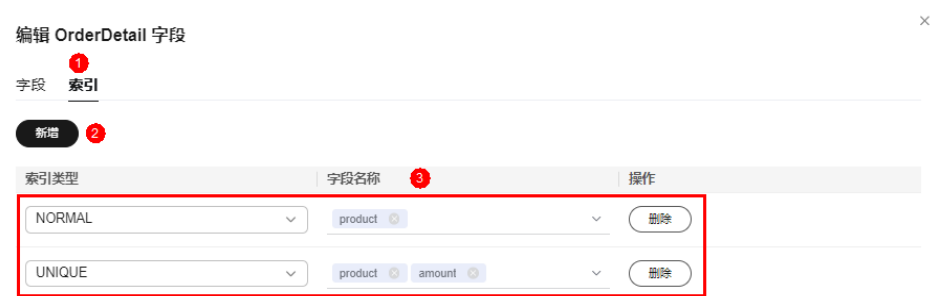 编辑 OrderDetail 字段
1
字段 索引
新增 2
索引类型 字段名称 3 操作
NORMAL product 删除
UNIQUE product amount 删除